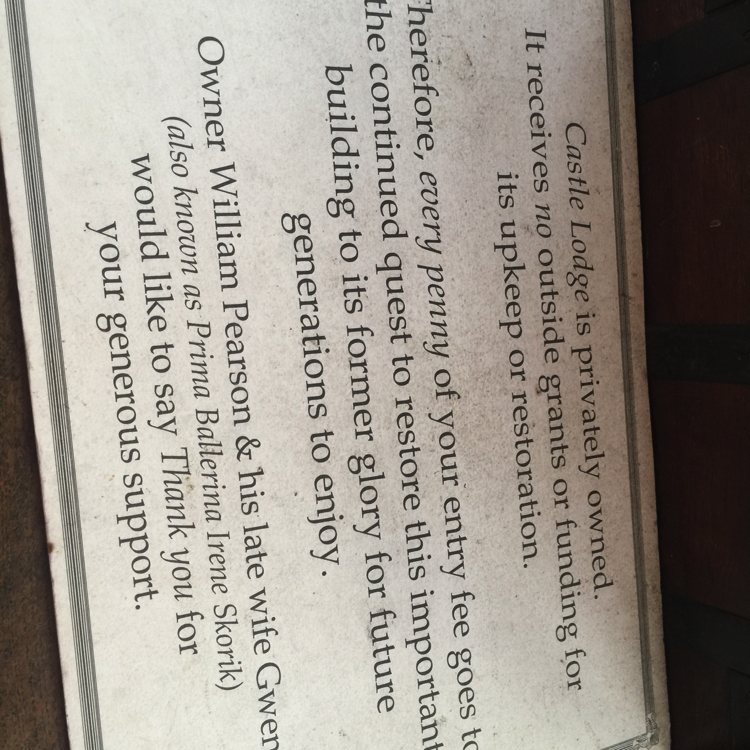 Castle Lodge is privately owned.
It receives no outside grants or funding for
its upkeep or restoration.
Therefore, every penny of your entry fee goes to
the continued quest to restore this important
building to its former glory for future
generations to enjoy.
Owner William Pearson & his late wife Gwen
(also known as Prima Ballerina Irene Skorik)
would like to say Thank you for
your generous support.